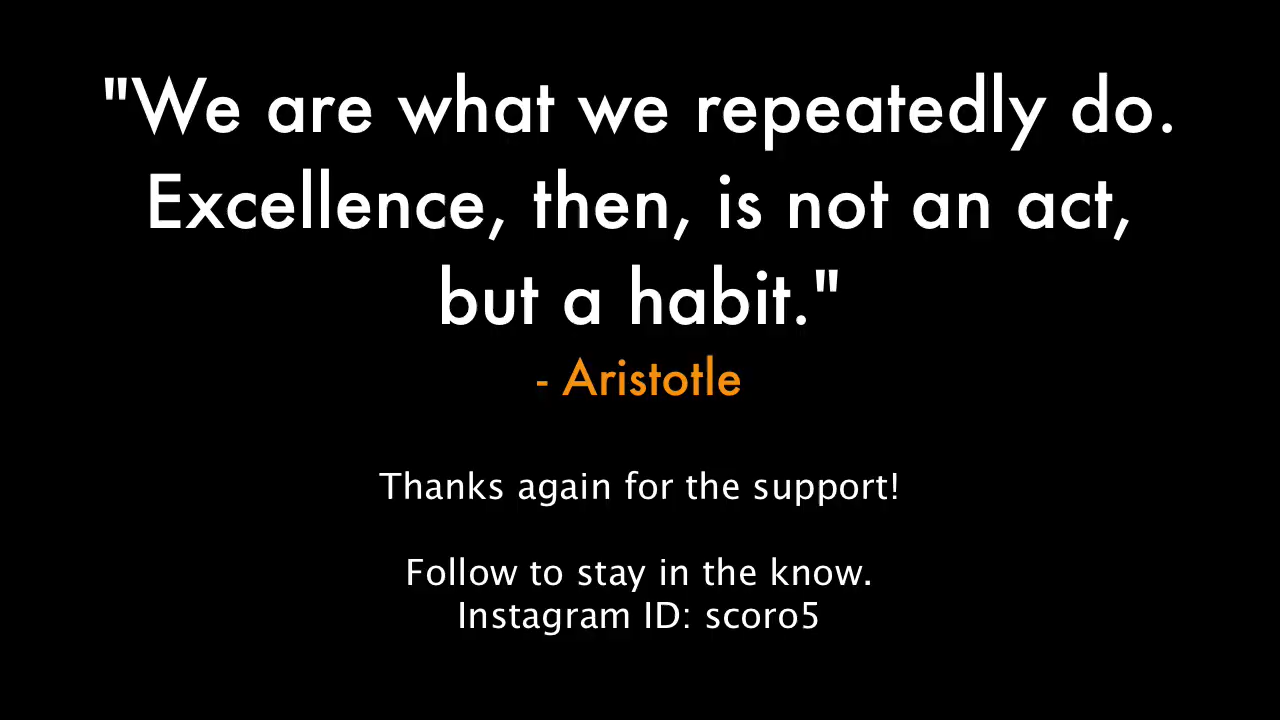 "We are what we repeatedly do.
Excellence, then, is not an act,
but a habit."
- Aristotle
Thanks again for the support!
Follow to stay in the know.
Instagram ID: scoro5